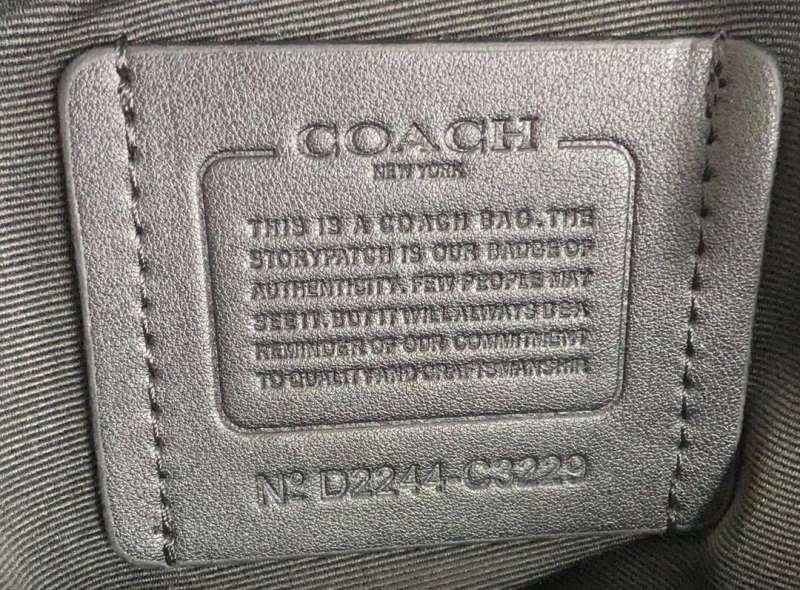 COACH
NEW YORK
THIS IS A COACH BAG. THE
STORYPATCH IS OUR BADGE OF
AUTHENTICITY. FEW PEOPLE MAY
SEE IT, BUT IT WILL ALWAYS BE A
REMINDER OF OUR COMMITMENT
TO QUALITY AND CRAFTSMANSHIP.
Nº D2244-C3229